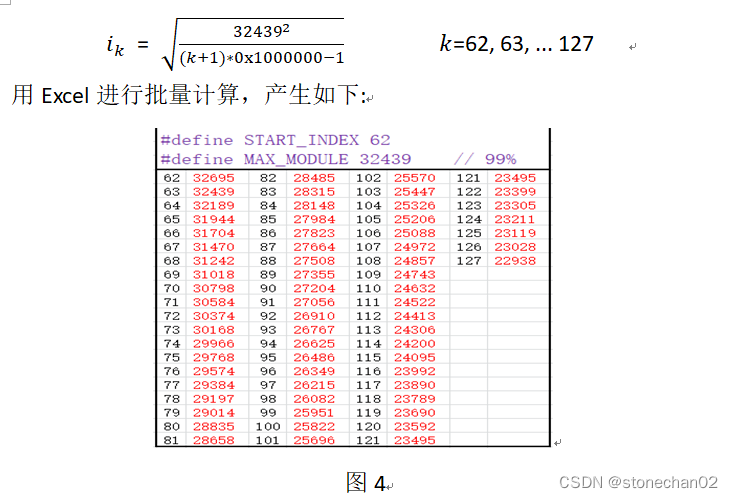 i_k = √(32439² / ((k+1)*0x1000000−1)) k=62, 63, ... 127
用 Excel 进行批量计算，产生如下:
#define START_INDEX 62
#define MAX_MODULE 32439 // 99%
62 32695 82 28485 102 25570 121 23495
63 32439 83 28315 103 25447 122 23399
64 32189 84 28148 104 25326 123 23305
65 31944 85 27984 105 25206 124 23211
66 31704 86 27823 106 25088 125 23119
67 31470 87 27664 107 24972 126 23028
68 31242 88 27508 108 24857 127 22938
69 31018 89 27355 109 24743
70 30798 90 27204 110 24632
71 30584 91 27056 111 24522
72 30374 92 26910 112 24413
73 30168 93 26767 113 24306
74 29966 94 26625 114 24200
75 29768 95 26486 115 24095
76 29574 96 26349 116 23992
77 29384 97 26215 117 23890
78 29197 98 26082 118 23789
79 29014 99 25951 119 23690
80 28835 100 25822 120 23592
81 28658 101 25696 121 23495
图 4
CSDN @stonechan02